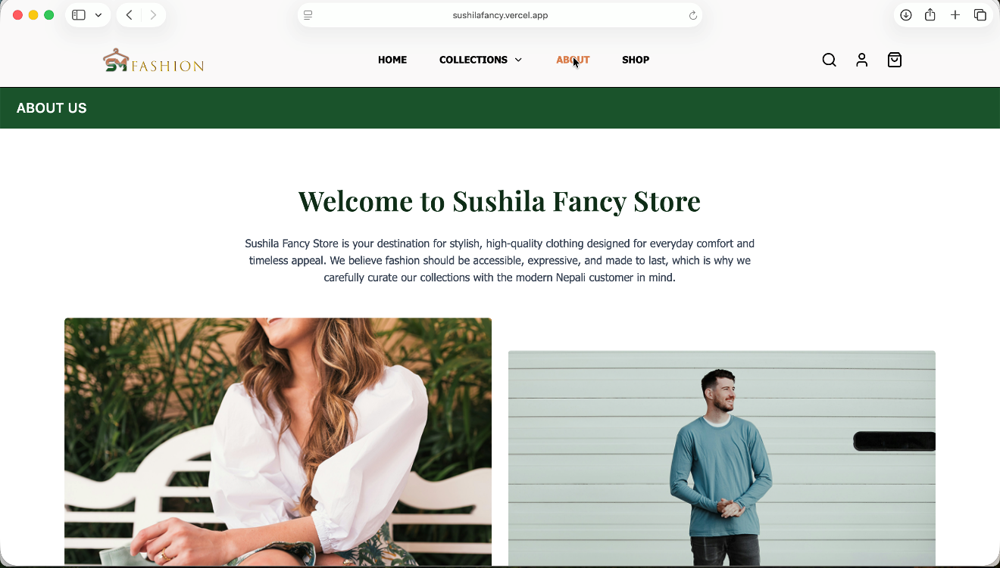 sushilafancy.vercel.app
SM FASHION
HOME COLLECTIONS ABOUT SHOP
ABOUT US
Welcome to Sushila Fancy Store
Sushila Fancy Store is your destination for stylish, high-quality clothing designed for everyday comfort and
timeless appeal. We believe fashion should be accessible, expressive, and made to last, which is why we
carefully curate our collections with the modern Nepali customer in mind.